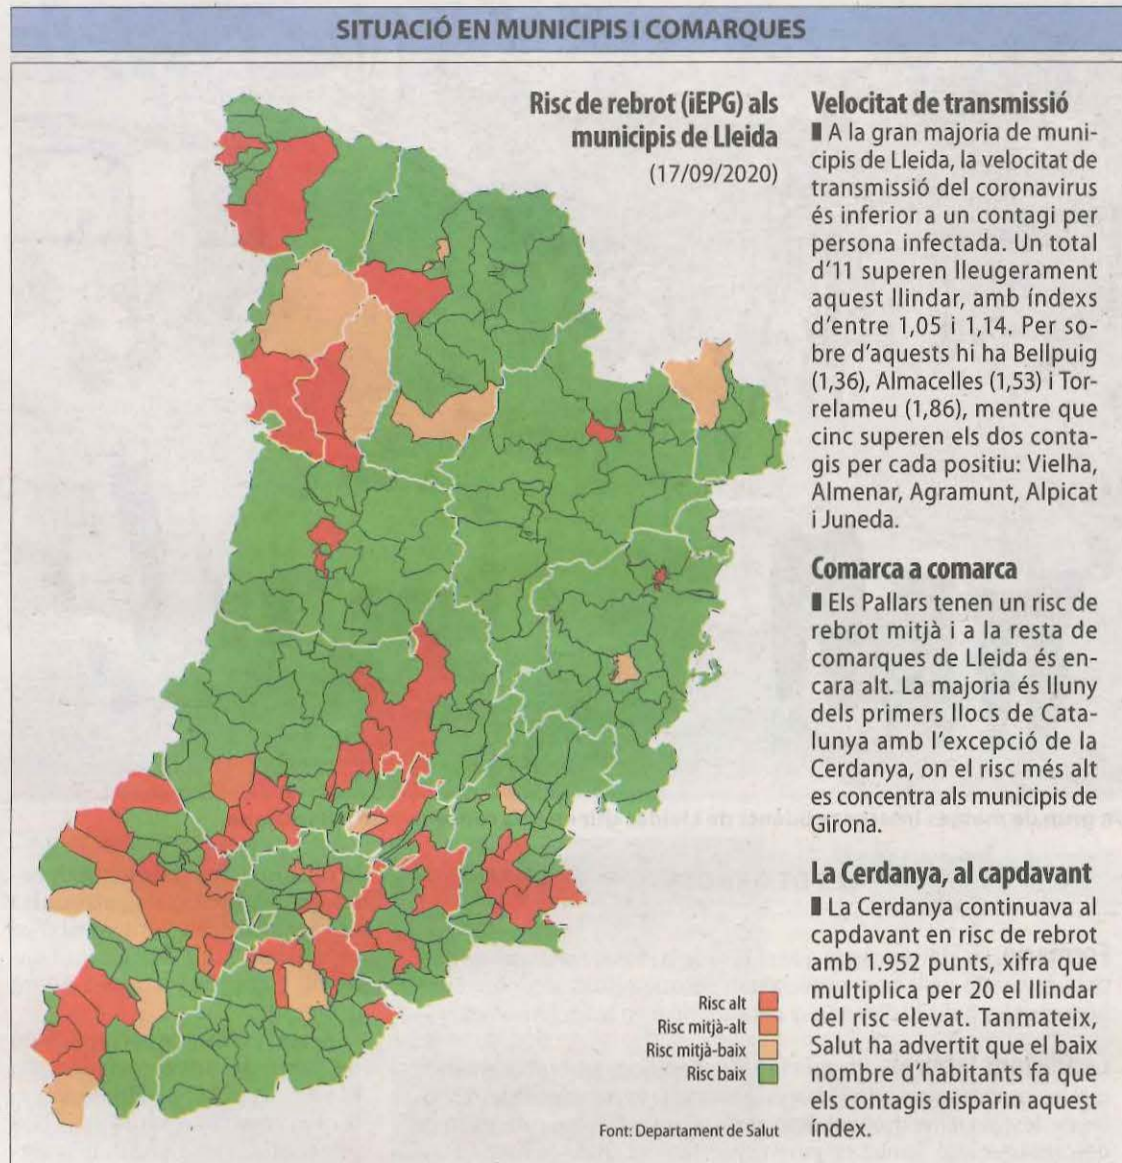 SITUACIÓ EN MUNICIPIS I COMARQUES
Risc de rebrot (iEPG) als
municipis de Lleida
(17/09/2020)
Risc alt
Risc mitjà-alt
Risc mitjà-baix
Risc baix
Font: Departament de Salut
Velocitat de transmissió
▮ A la gran majoria de muni-
cipis de Lleida, la velocitat de
transmissió del coronavirus
és inferior a un contagi per
persona infectada. Un total
d'11 superen lleugerament
aquest llindar, amb índexs
d'entre 1,05 i 1,14. Per so-
bre d'aquests hi ha Bellpuig
(1,36), Almacelles (1,53) i Tor-
relameu (1,86), mentre que
cinc superen els dos conta-
gis per cada positiu: Vielha,
Almenar, Agramunt, Alpicat
i Juneda.
Comarca a comarca
▮ Els Pallars tenen un risc de
rebrot mitjà i a la resta de
comarques de Lleida és en-
cara alt. La majoria és lluny
dels primers llocs de Cata-
lunya amb l'excepció de la
Cerdanya, on el risc més alt
es concentra als municipis de
Girona.
La Cerdanya, al capdavant
▮ La Cerdanya continuava al
capdavant en risc de rebrot
amb 1.952 punts, xifra que
multiplica per 20 el llindar
del risc elevat. Tanmateix,
Salut ha advertit que el baix
nombre d'habitants fa que
els contagis disparin aquest
índex.